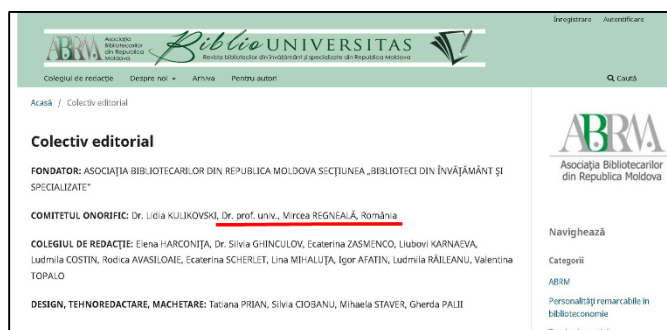 Înregistrare Autentificare
ABRM Asociația
Bibliotecarilor
din Republica
Moldova
Biblio UNIVERSITAS
Revista bibliotecilor din învățământ și specializate din Republica Moldova
Colegiul de redacție Despre noi Arhiva Pentru autori Caută
Acasă / Colectiv editorial
Colectiv editorial
FONDATOR: ASOCIAȚIA BIBLIOTECARILOR DIN REPUBLICA MOLDOVA SECȚIUNEA „BIBLIOTECI DIN ÎNVĂȚĂMÂNT ȘI
SPECIALIZATE”
COMITETUL ONORIFIC: Dr. Lidia KULIKOVSKI, Dr. prof. univ., Mircea REGNEALĂ, România
COLEGIUL DE REDACȚIE: Elena HARCONIȚA, Dr. Silvia GHINCULOV, Ecaterina ZASMENCO, Liubovi KARNAEVA,
Ludmila COSTIN, Rodica AVASILOAIE, Ecaterina SCHERLET, Lina MIHALUȚA, Igor AFATIN, Ludmila RĂILEANU, Valentina
TOPALO
DESIGN, TEHNOREDACTARE, MACHETARE: Tatiana PRIAN, Silvia CIOBANU, Mihaela STAVER, Gherda PALII
ABRM
Asociația Bibliotecarilor
din Republica Moldova
Navighează
Categorii
ABRM
Personalități remarcabile în
biblioteconomie